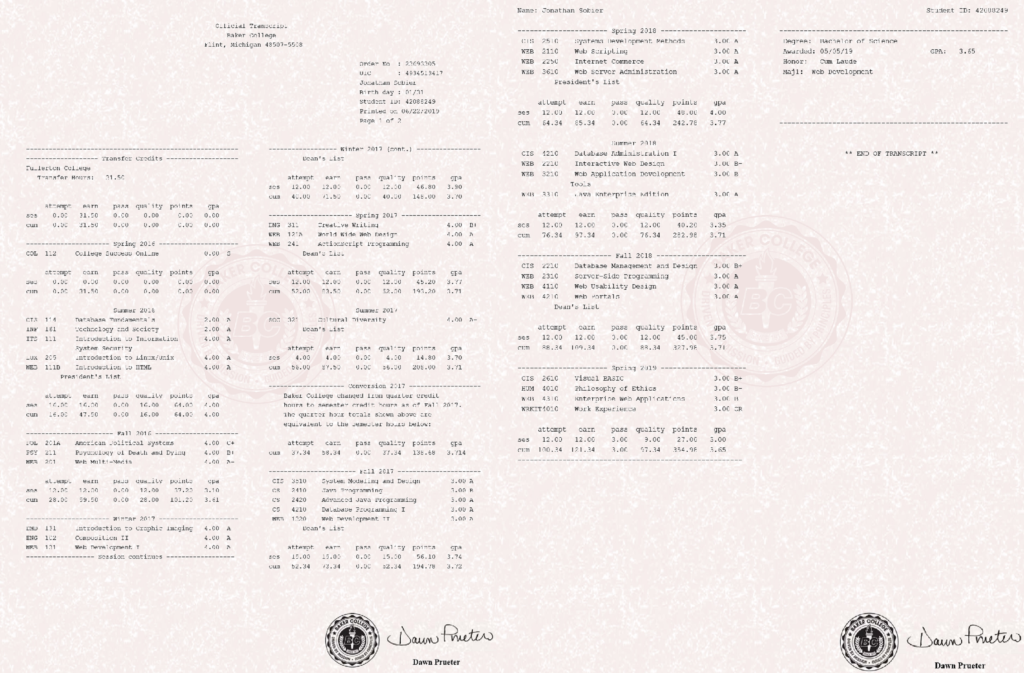 Official Transcript
Baker College
Flint, Michigan 48507-5508
Order No : 23093305
Jonathan Sobier
Birth day : 01/31
Student ID: 42088249
Printed on 06/22/2019
Page 1 of 2
Transfer Credits
Fullerton College
Transfer Hours: 31.50
attempt earn pass quality points gpa
ses 0.00 31.50 0.00 0.00 0.00 0.00
cum 0.00 31.50 0.00 0.00 0.00 0.00
Spring 2016
COL 112 College Success Online 0.00 S
attempt earn pass quality points gpa
ses 0.00 0.00 0.00 0.00 0.00 0.00
cum 0.00 31.50 0.00 0.00 0.00 0.00
Summer 2016
Database Fundamentals 2.00 A
INF 161 Technology and Society 2.00 A
ITS 111 Introduction to Information 4.00 A
System Security
LUX 205 Introduction to Linux/Unix 4.00 A
WEB 111B Introduction to HTML 4.00 A
President's List
attempt earn pass quality points gpa
ses 16.00 16.00 0.00 16.00 64.00 4.00
cum 16.00 47.50 0.00 16.00 64.00 4.00
Fall 2016
POL 201A American Political Systems 4.00 C+
PSY 211 Psychology of Death and Dying 4.00 B+
WEB 201 Web Multi-Media 4.00 A-
attempt earn pass quality points gpa
ses 12.00 12.00 0.00 12.00 37.20 3.10
cum 28.00 59.50 0.00 28.00 101.20 3.61
Winter 2017
Introduction to Graphic Imaging 4.00 A
ENG 102 Composition II 4.00 A
WEB 131 Web Development I 4.00 A
Session continues
Winter 2017 (cont.)
Dean's List
attempt earn pass quality points gpa
ses 12.00 12.00 0.00 12.00 46.80 3.90
cum 40.00 71.50 0.00 40.00 148.00 3.70
Spring 2017
ENG 311 Creative Writing 4.00 B+
WEB 121B World Wide Web Design 4.00 A
WEB 241 ActionScript Programming 4.00 A
Dean's List
attempt earn pass quality points gpa
ses 12.00 12.00 0.00 12.00 45.20 3.77
cum 52.00 83.50 0.00 52.00 193.20 3.71
Summer 2017
SOC 321 Cultural Diversity 4.00 A-
Dean's List
attempt earn pass quality points gpa
ses 4.00 4.00 0.00 4.00 14.80 3.70
cum 56.00 87.50 0.00 56.00 208.00 3.71
Conversion 2017
Baker College changed from quarter credit
hours to semester credit hours as of Fall 2017.
The quarter hour totals shown above are
equivalent to the semester hours below:
attempt earn pass quality points gpa
cum 37.34 58.34 0.00 37.34 138.68 3.714
Fall 2017
CIS 3510 System Modeling and Design 3.00 A
CS 2410 Java Programming 3.00 B
CS 2420 Advanced Java Programming 3.00 A
CS 4210 Database Programming I 3.00 A
WEB 1320 Web Development II 3.00 A
Dean's List
attempt earn pass quality points gpa
ses 15.00 15.00 0.00 15.00 56.10 3.74
cum 52.34 73.34 0.00 52.34 194.78 3.72
Dawn Prueter
Dawn Prueter
Name: Jonathan Sobier Student ID: 42088249
Spring 2018
CIS 2510 Systems Development Methods 3.00 A
WEB 2110 Web Scripting 3.00 A
WEB 2250 Internet Commerce 3.00 A
WEB 3610 Web Server Administration 3.00 A
President's List
attempt earn pass quality points gpa
ses 12.00 12.00 0.00 12.00 48.00 4.00
cum 64.34 85.34 0.00 64.34 242.78 3.77
Summer 2018
CIS 4210 Database Administration I 3.00 A
WEB 2210 Interactive Web Design 3.00 B-
WEB 3210 Web Application Development 3.00 B
Tools
WEB 3310 Java Enterprise Edition 3.00 A
attempt earn pass quality points gpa
ses 12.00 12.00 0.00 12.00 40.20 3.35
cum 76.34 97.34 0.00 76.34 282.98 3.71
Fall 2018
CIS 2210 Database Management and Design 3.00 B+
WEB 2310 Server-Side Programming 3.00 A
WEB 4110 Web Usability Design 3.00 A
WEB 4210 Web Portals 3.00 A
Dean's List
attempt earn pass quality points gpa
ses 12.00 12.00 0.00 12.00 45.00 3.75
cum 88.34 109.34 0.00 88.34 327.98 3.71
Spring 2019
CIS 2610 Visual BASIC 3.00 B-
HUM 4010 Philosophy of Ethics 3.00 B+
WEB 4310 Enterprise Web Applications 3.00 B
WRKIT4010 Work Experience 3.00 CR
attempt earn pass quality points gpa
ses 12.00 12.00 3.00 9.00 27.00 3.00
cum 100.34 121.34 3.00 97.34 354.98 3.65
Degree: Bachelor of Science
Awarded: 05/05/19 GPA: 3.65
Honor: Cum Laude
Maj1: Web Development
** END OF TRANSCRIPT **
Dawn Prueter
Dawn Prueter